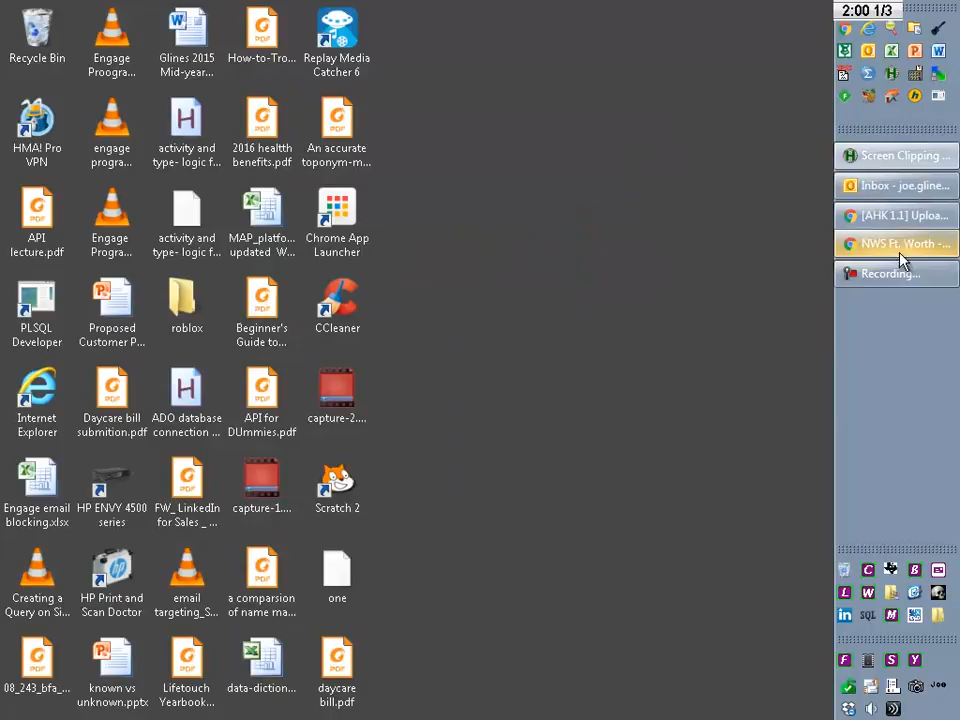 2:00 1/3
Recycle Bin
Engage
Proogra...
Glines 2015
Mid-year...
How-to-Tro...
Replay Media
Catcher 6
HMA! Pro
VPN
engage
progra...
activity and
type- logic f...
2016 healtth
benefits.pdf
An accurate
toponym-m...
API
lecture.pdf
Engage
Progra...
activity and
type- logic f...
MAP_platfo...
updated W...
Chrome App
Launcher
PLSQL
Developer
Proposed
Customer P...
roblox
Beginner's
Guide to...
CCleaner
Internet
Explorer
Daycare bill
submition.pdf
ADO database
connection ...
API for
DUmmies.pdf
capture-2....
Engage email
blocking.xlsx
HP ENVY 4500
series
FW_ LinkedIn
for Sales _ ...
capture-1....
Scratch 2
Creating a
Query on Si...
HP Print and
Scan Doctor
email
targeting_S...
a comparsion
of name ma...
one
08_243_bfa_...
known vs
unknown.pptx
Lifetouch
Yearbook...
data-diction...
daycare
bill.pdf
Screen Clipping ...
Inbox - joe.gline...
[AHK 1.1] Uploa...
NWS Ft. Worth -...
Recording...